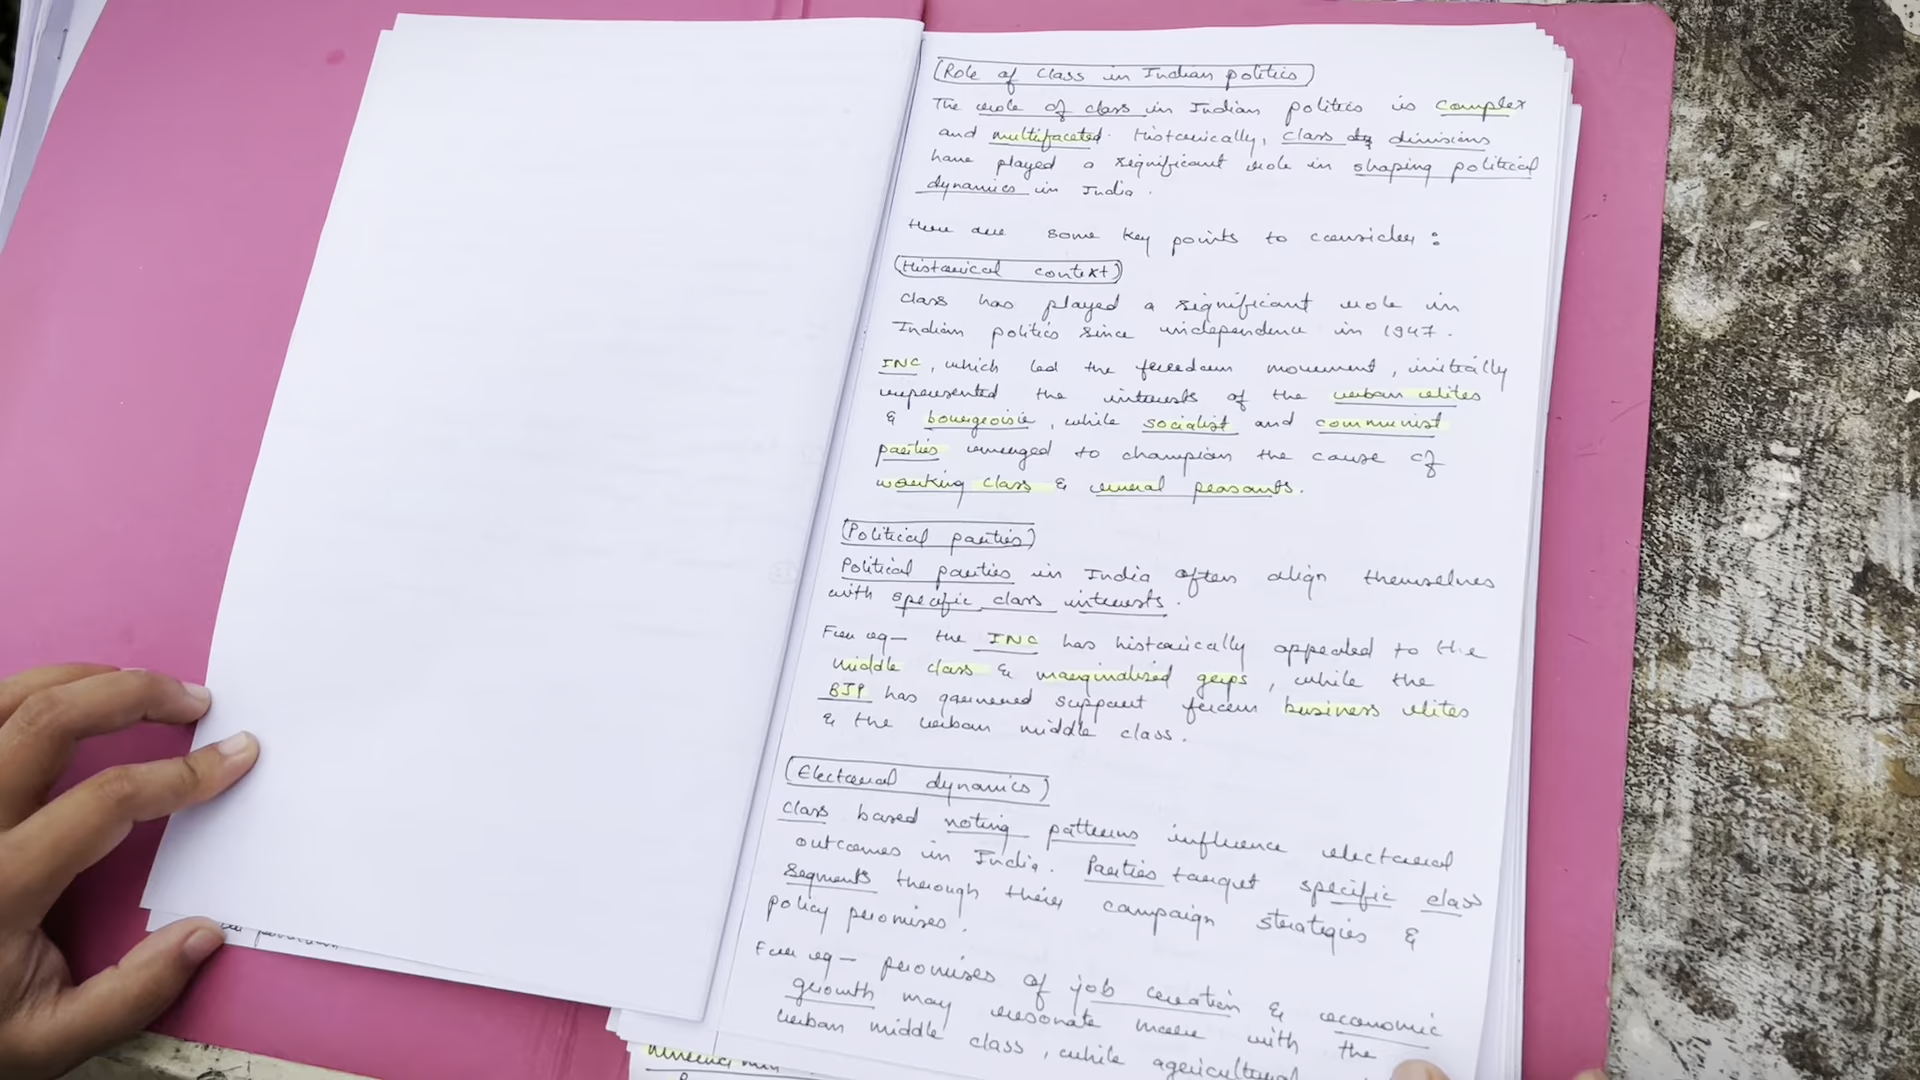 Role of class in Indian politics
The role of class in Indian politics is complex
and multifaceted. Historically, class divisions
have played a significant role in shaping political
dynamics in India.
there are some key points to consider :
Historical context
class has played a significant role in
Indian politics since independence in 1947.
INC, which led the freedom movement, initially
represented the interests of the urban elites
& bourgeoisie, while socialist and communist
parties emerged to champion the cause of
working class & rural peasants.
Political parties
Political parties in India often align themselves
with specific class interests.
For eg- the INC has historically appealed to the
middle class & marginalised grps, while the
BJP has garnered support from business elites
& the urban middle class.
Electoral dynamics
Class based voting patterns influence electoral
outcomes in India. Parties target specific class
segments through their campaign strategies &
policy promises.
For eg- promises of job creation & economic
growth may resonate more with the
urban middle class, while agricultural